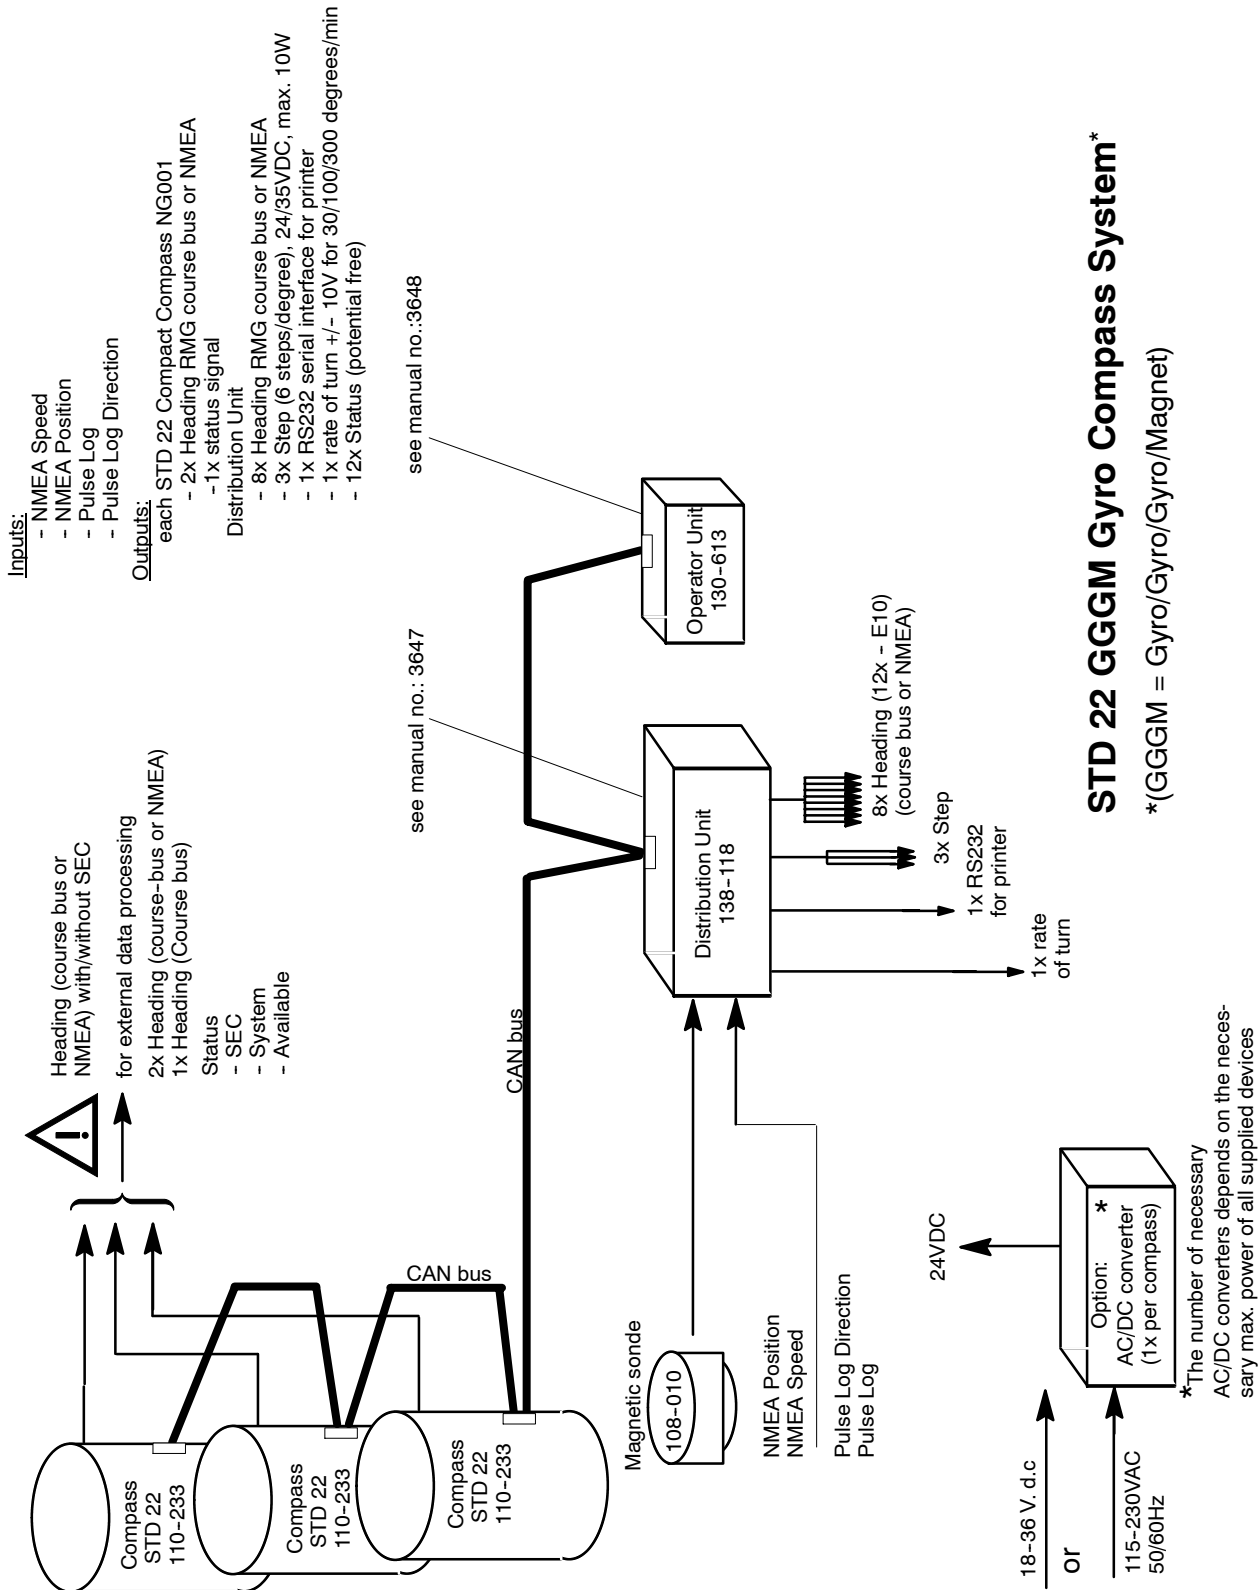 Inputs:
- NMEA Speed
- NMEA Position
- Pulse Log
- Pulse Log Direction
Outputs:
each STD 22 Compact Compass NG001
- 2x Heading RMG course bus or NMEA
-1x status signal
Distribution Unit
- 8x Heading RMG course bus or NMEA
- 3x Step (6 steps/degree), 24/35VDC, max. 10W
- 1x RS232 serial interface for printer
- 1x rate of turn +/- 10V for 30/100/300 degrees/min
- 12x Status (potential free)
Heading (course bus or
NMEA) with/without SEC
for external data processing
2x Heading (course-bus or NMEA)
1x Heading (Course bus)
Status
- SEC
- System
- Available
!
Compass
STD 22
110-233
Compass
STD 22
110-233
Compass
STD 22
110-233
CAN bus
CAN bus
see manual no.: 3647
see manual no.:3648
Operator Unit
130-613
Distribution Unit
138-118
Magnetic sonde
108-010
NMEA Position
NMEA Speed
Pulse Log Direction
Pulse Log
8x Heading (12x - E10)
(course bus or NMEA)
3x Step
1x RS232
for printer
1x rate
of turn
24VDC
Option: *
AC/DC converter
(1x per compass)
18-36 V. d.c
or
115-230VAC
50/60Hz
*The number of necessary
AC/DC converters depends on the neces-
sary max. power of all supplied devices
STD 22 GGGM Gyro Compass System*
*(GGGM = Gyro/Gyro/Gyro/Magnet)